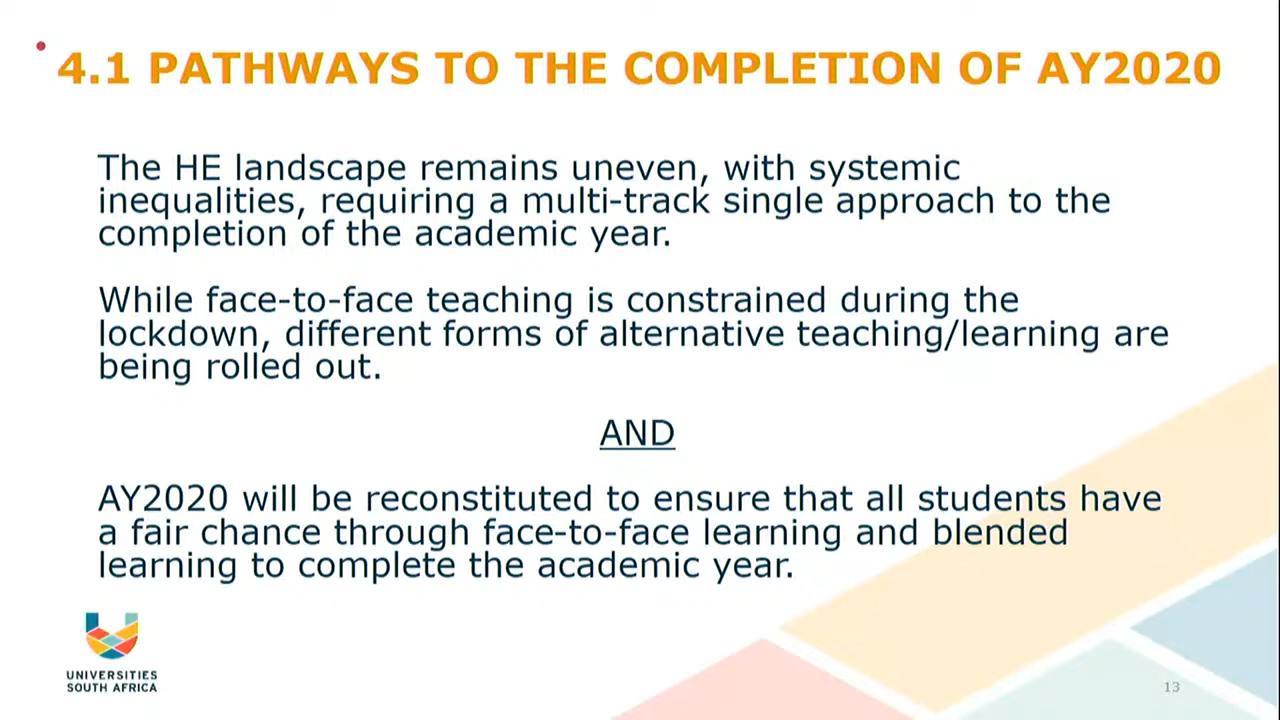 4.1 PATHWAYS TO THE COMPLETION OF AY2020
The HE landscape remains uneven, with systemic
inequalities, requiring a multi-track single approach to the
completion of the academic year.
While face-to-face teaching is constrained during the
lockdown, different forms of alternative teaching/learning are
being rolled out.
AND
AY2020 will be reconstituted to ensure that all students have
a fair chance through face-to-face learning and blended
learning to complete the academic year.
UNIVERSITIES
SOUTH AFRICA
13